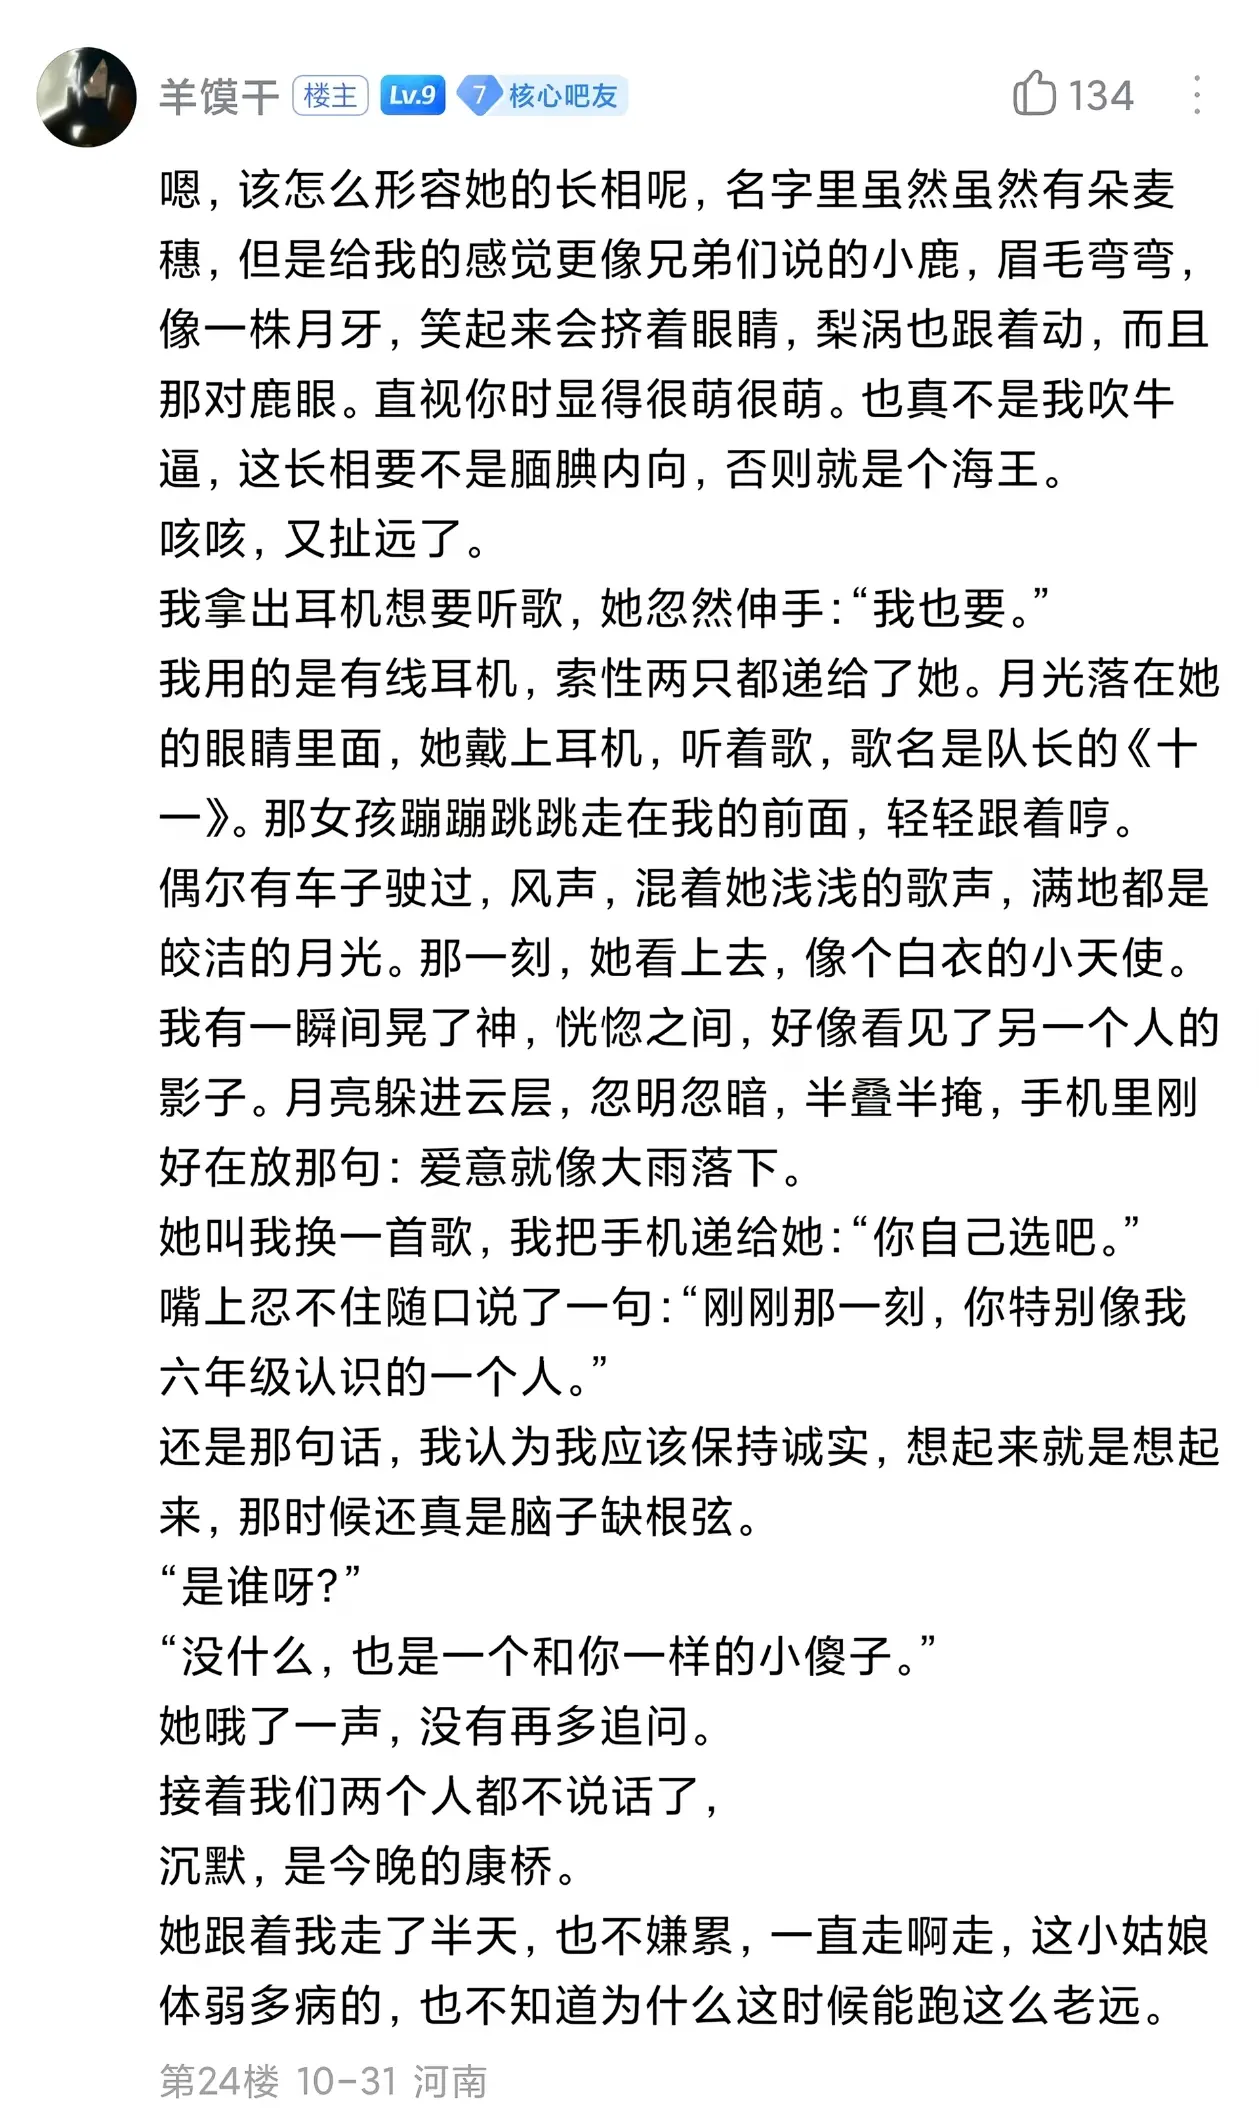 羊馍干 楼主 Lv.9 7 核心吧友 134
嗯，该怎么形容她的长相呢，名字里虽然虽然有朵麦
穗，但是给我的感觉更像兄弟们说的小鹿，眉毛弯弯，
像一株月牙，笑起来会挤着眼睛，梨涡也跟着动，而且
那对鹿眼。直视你时显得很萌很萌。也真不是我吹牛
逼，这长相要不是腼腆内向，否则就是个海王。
咳咳，又扯远了。
我拿出耳机想要听歌，她忽然伸手：“我也要。”
我用的是有线耳机，索性两只都递给了她。月光落在她
的眼睛里面，她戴上耳机，听着歌，歌名是队长的《十
一》。那女孩蹦蹦跳跳走在我的前面，轻轻跟着哼。
偶尔有车子驶过，风声，混着她浅浅的歌声，满地都是
皎洁的月光。那一刻，她看上去，像个白衣的小天使。
我有一瞬间晃了神，恍惚之间，好像看见了另一个人的
影子。月亮躲进云层，忽明忽暗，半叠半掩，手机里刚
好在放那句：爱意就像大雨落下。
她叫我换一首歌，我把手机递给她：“你自己选吧。”
嘴上忍不住随口说了一句：“刚刚那一刻，你特别像我
六年级认识的一个人。”
还是那句话，我认为我应该保持诚实，想起来就是想起
来，那时候还真是脑子缺根弦。
“是谁呀？”
“没什么，也是一个和你一样的小傻子。”
她哦了一声，没有再多追问。
接着我们两个人都不说话了，
沉默，是今晚的康桥。
她跟着我走了半天，也不嫌累，一直走啊走，这小姑娘
体弱多病的，也不知道为什么这时候能跑这么老远。
第24楼 10-31 河南